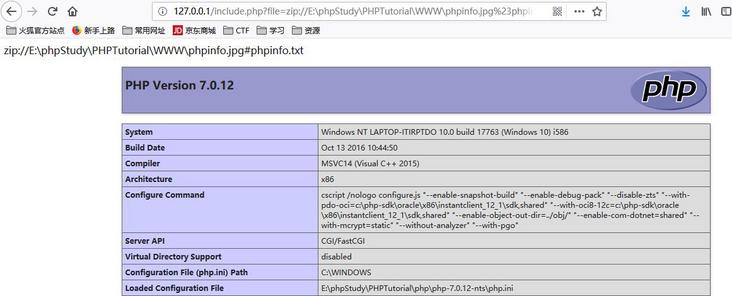 127.0.0.1/include.php?file=zip://E:\phpStudy\PHPTutorial\WWW\phpinfo.jpg%23phpi
火狐官方站点 新手上路 常用网址 JD 京东商城 CTF 学习 资源
zip://E:\phpStudy\PHPTutorial\WWW\phpinfo.jpg#phpinfo.txt
PHP Version 7.0.12
php
System Windows NT LAPTOP-ITIRPTDO 10.0 build 17763 (Windows 10) i586
Build Date Oct 13 2016 10:44:50
Compiler MSVC14 (Visual C++ 2015)
Architecture x86
Configure Command cscript /nologo configure.js "--enable-snapshot-build" "--enable-debug-pack" "--disable-zts" "--with-
pdo-oci=c:\php-sdk\oracle\x86\instantclient_12_1\sdk,shared" "--with-oci8-12c=c:\php-sdk\oracle
\x86\instantclient_12_1\sdk,shared" "--enable-object-out-dir=../obj/" "--enable-com-dotnet=shared" "--
with-mcrypt=static" "--without-analyzer" "--with-pgo"
Server API CGI/FastCGI
Virtual Directory Support disabled
Configuration File (php.ini) Path C:\WINDOWS
Loaded Configuration File E:\phpStudy\PHPTutorial\php\php-7.0.12-nts\php.ini